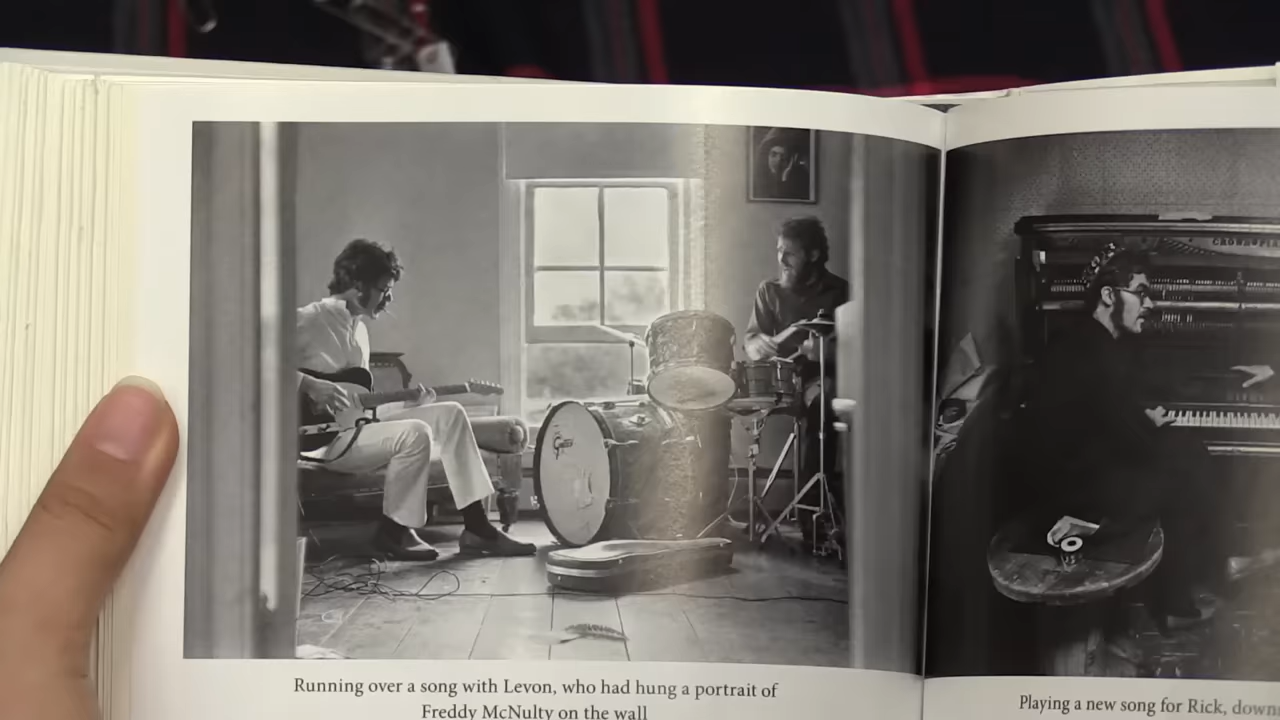 Running over a song with Levon, who had hung a portrait of
Freddy McNulty on the wall
Playing a new song for Rick, down